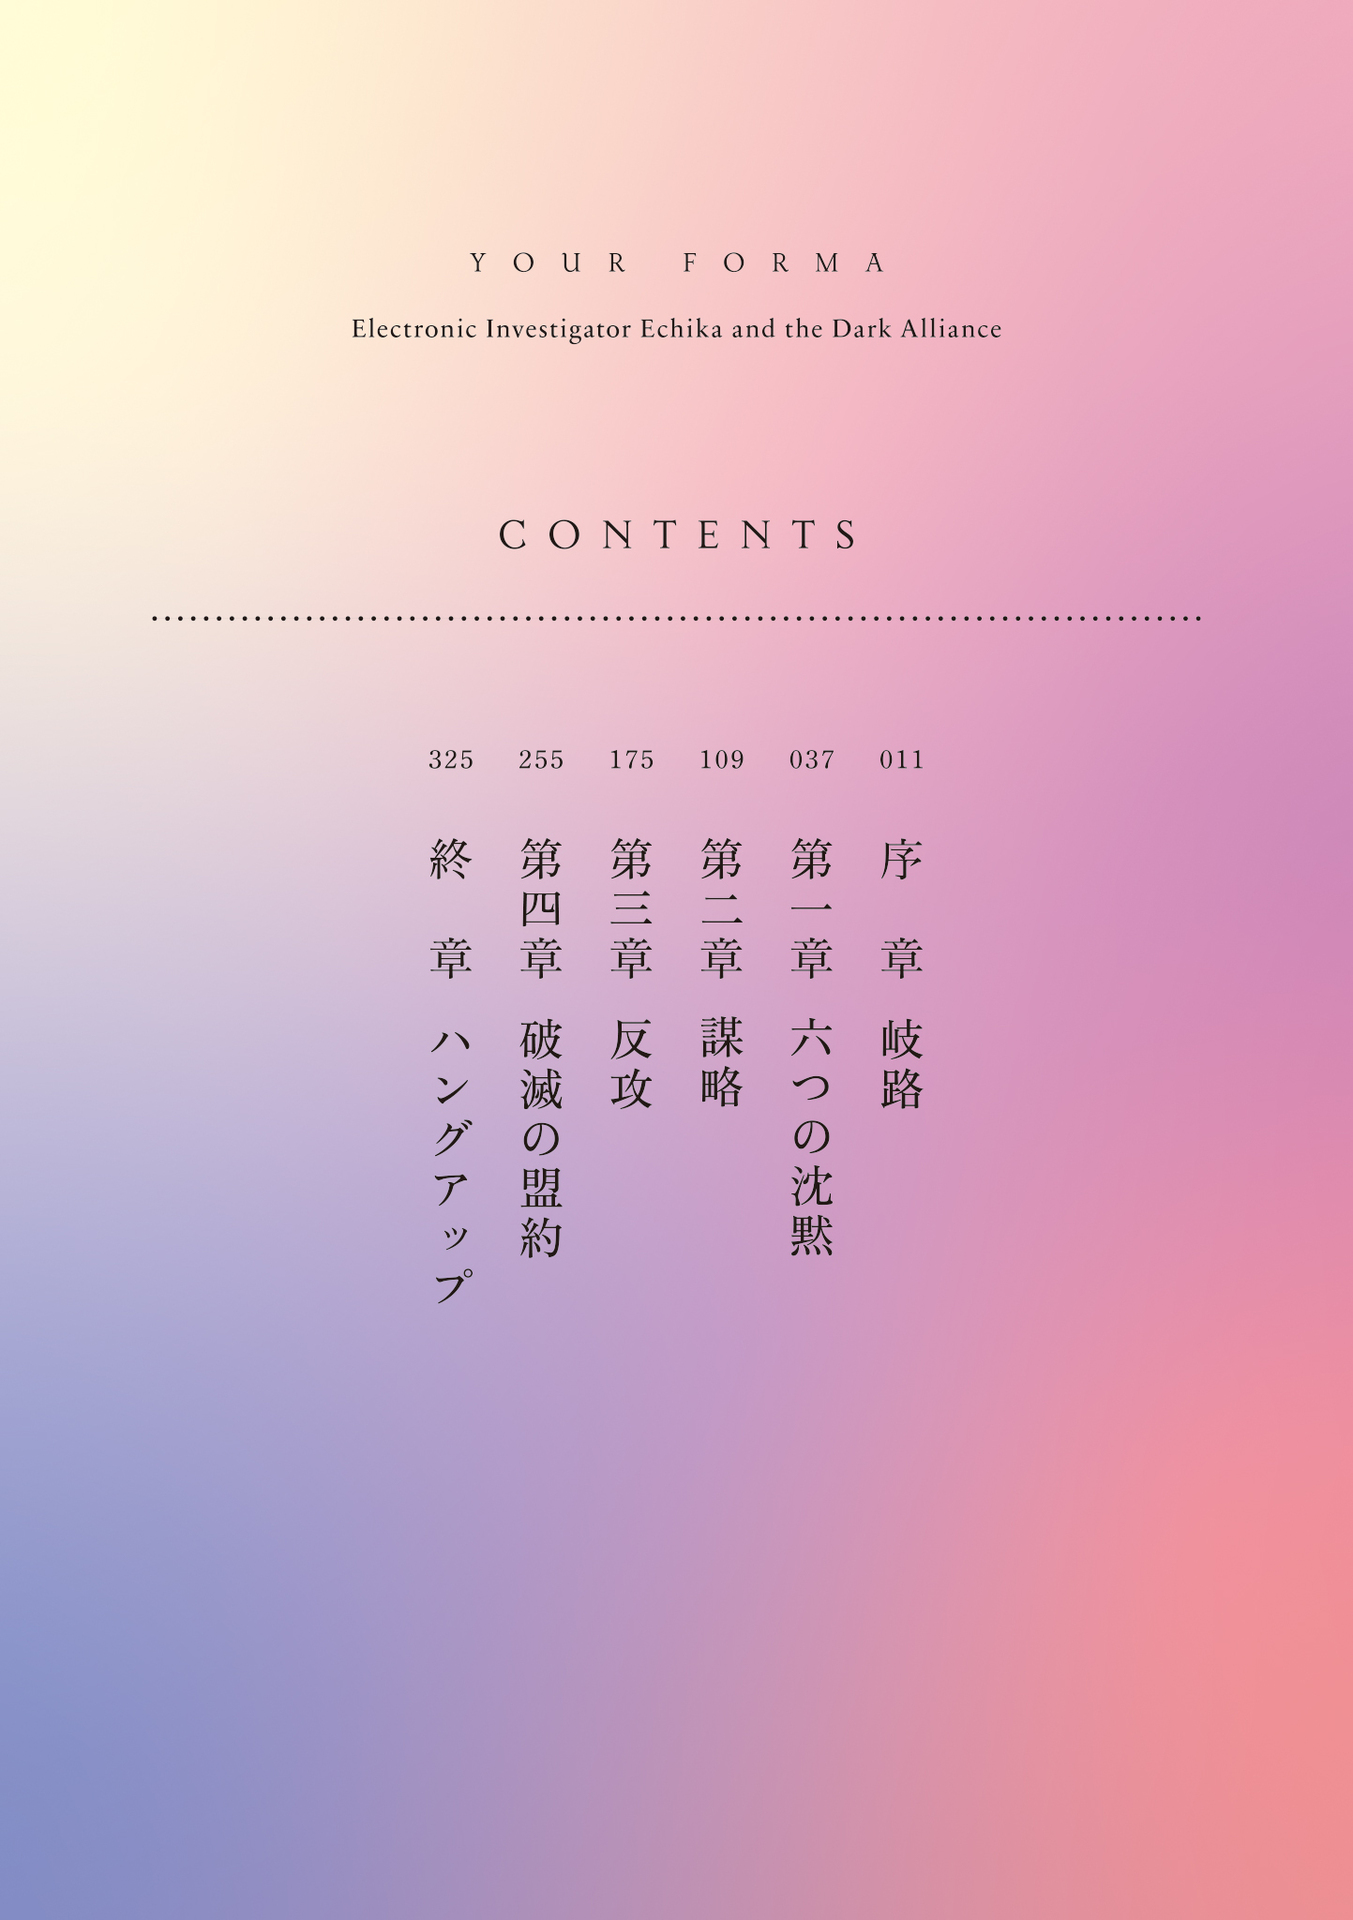 YOUR FORMA
Electronic Investigator Echika and the Dark Alliance
CONTENTS
011 序章 岐路
037 第一章 六つの沈黙
109 第二章 謀略
175 第三章 反攻
255 第四章 破滅の盟約
325 終章 ハングアップ